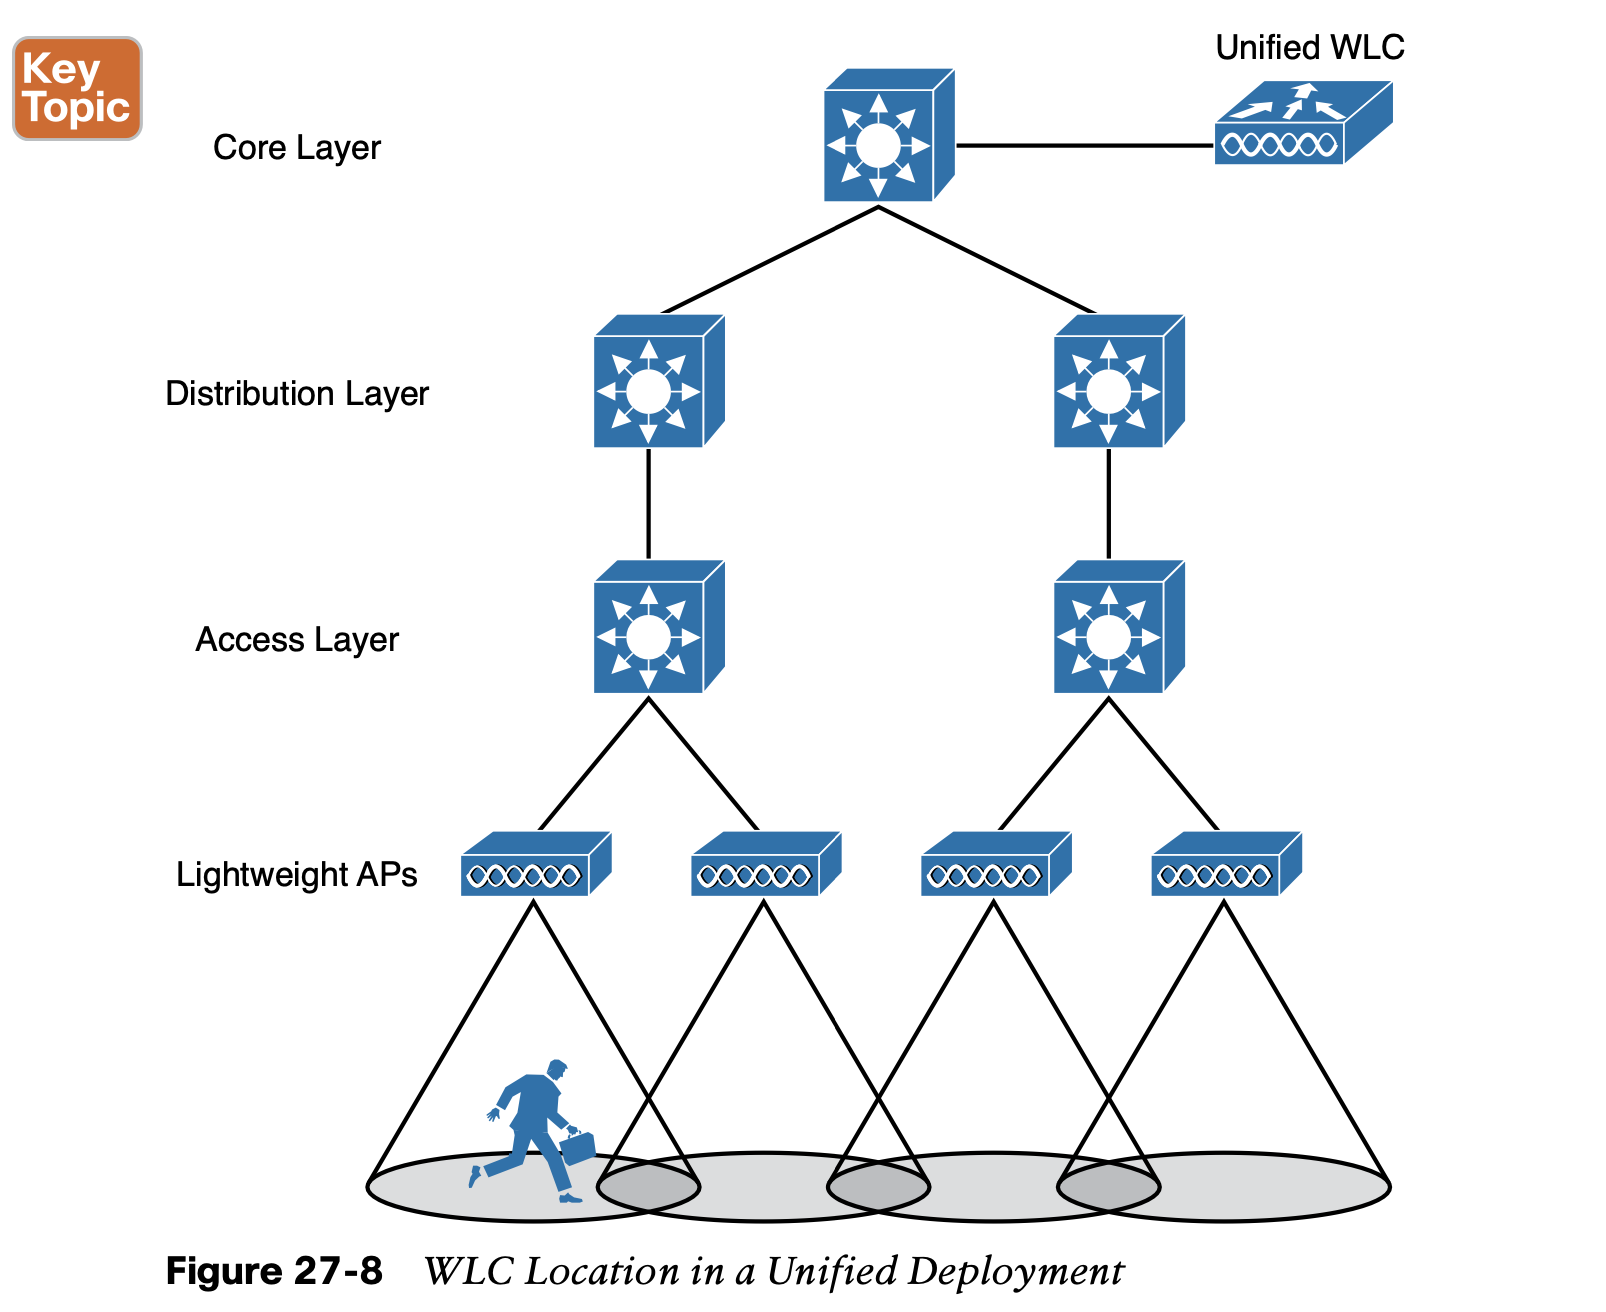 Key
Topic
Unified WLC
Core Layer
Distribution Layer
Access Layer
Lightweight APs
Figure 27-8 WLC Location in a Unified Deployment